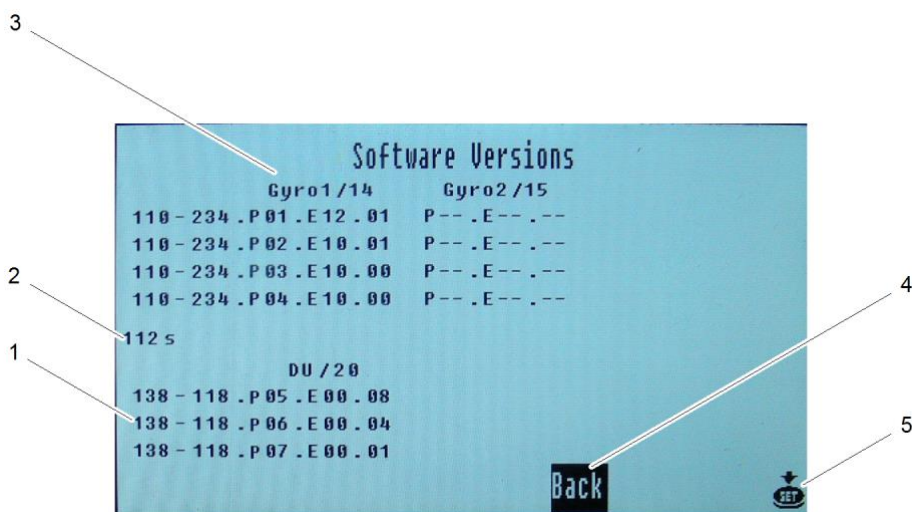 3
Software Versions
Gyro1/14 Gyro2/15
110-234.P01.E12.01 P--.E--.--
110-234.P02.E10.01 P--.E--.--
110-234.P03.E10.00 P--.E--.--
110-234.P04.E10.00 P--.E--.--
2
4
112 s
1
DU/20
138-118.P05.E00.08
138-118.P06.E00.04
138-118.P07.E00.01
5
Back
SET